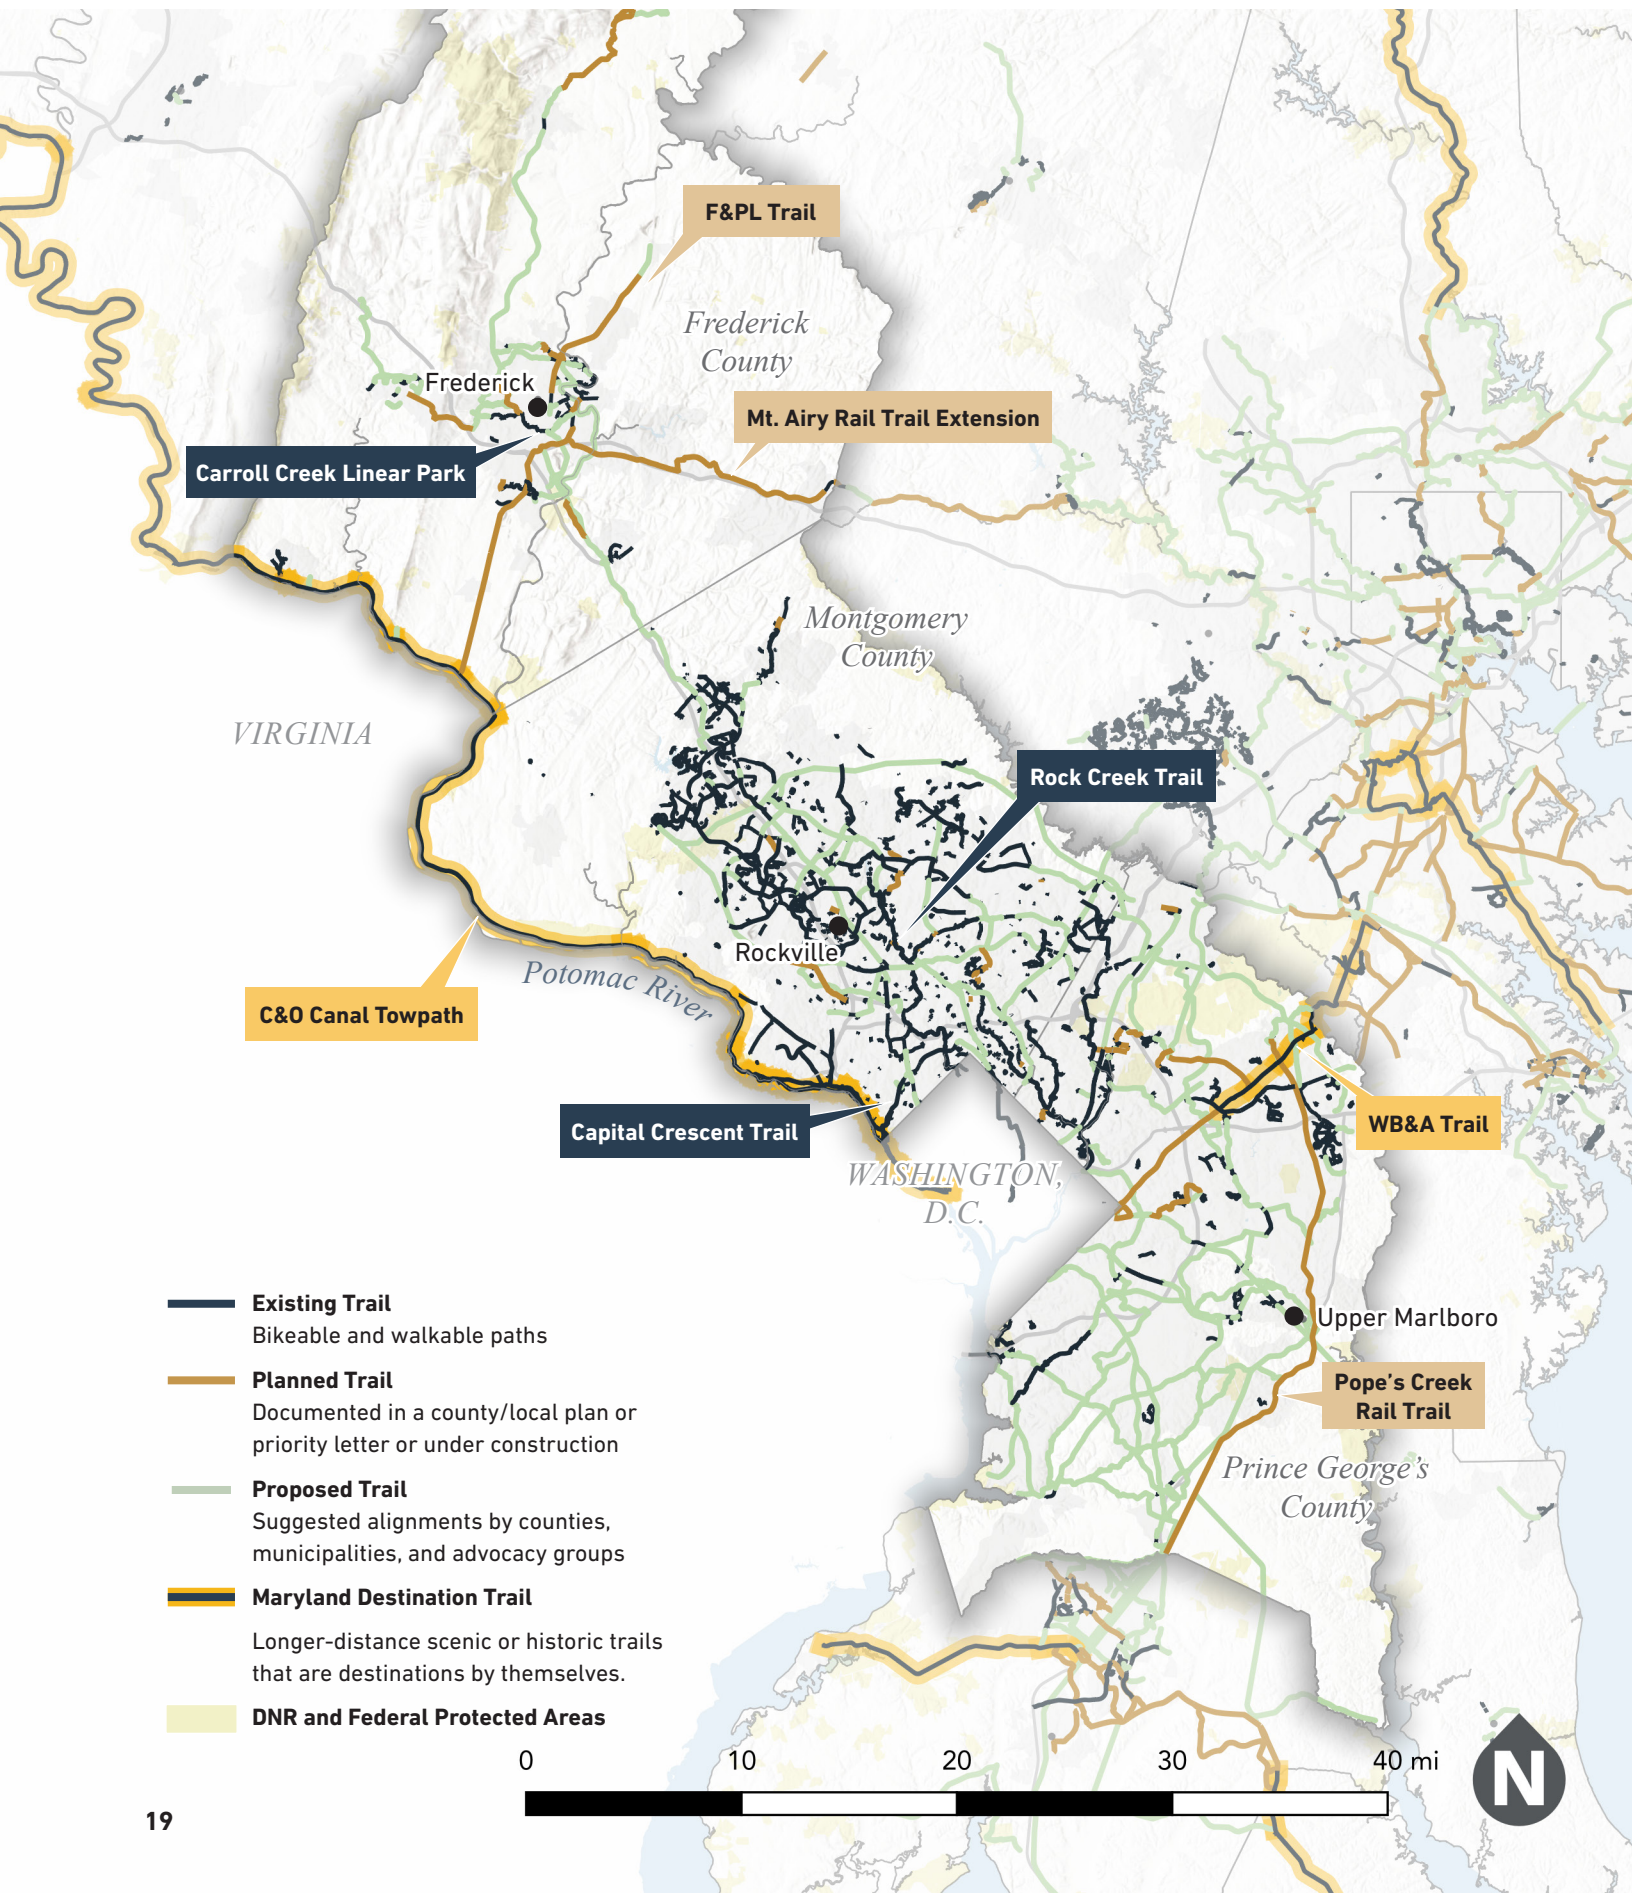 F&PL Trail
Frederick
County
Frederick
Mt. Airy Rail Trail Extension
Carroll Creek Linear Park
Montgomery
County
VIRGINIA
Rock Creek Trail
Rockville
Potomac River
C&O Canal Towpath
WB&A Trail
Capital Crescent Trail
WASHINGTON,
D.C.
Upper Marlboro
Pope's Creek
Rail Trail
Prince George's
County
Existing Trail
Bikeable and walkable paths
Planned Trail
Documented in a county/local plan or
priority letter or under construction
Proposed Trail
Suggested alignments by counties,
municipalities, and advocacy groups
Maryland Destination Trail
Longer-distance scenic or historic trails
that are destinations by themselves.
DNR and Federal Protected Areas
0 10 20 30 40 mi
N
19